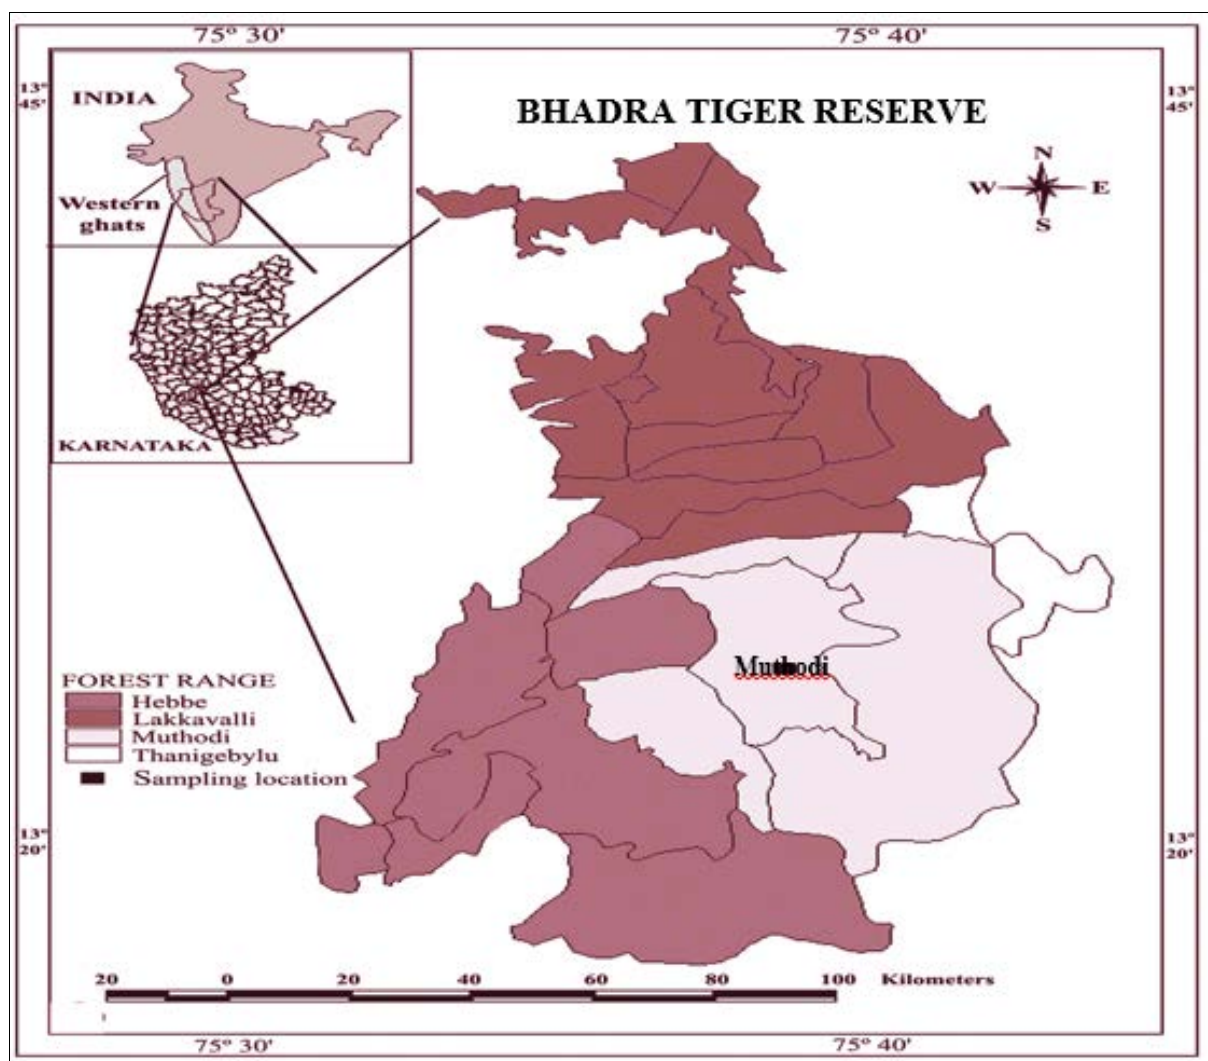 75° 30'
75° 40'
13°
45'
13°
45'
INDIA
BHADRA TIGER RESERVE
N
W
E
S
Western
ghats
KARNATAKA
Muthodi
FOREST RANGE
Hebbe
Lakkavalli
Muthodi
Thanigebylu
Sampling location
13°
20'
13°
20'
20 0 20 40 60 80 100 Kilometers
75° 30'
75° 40'